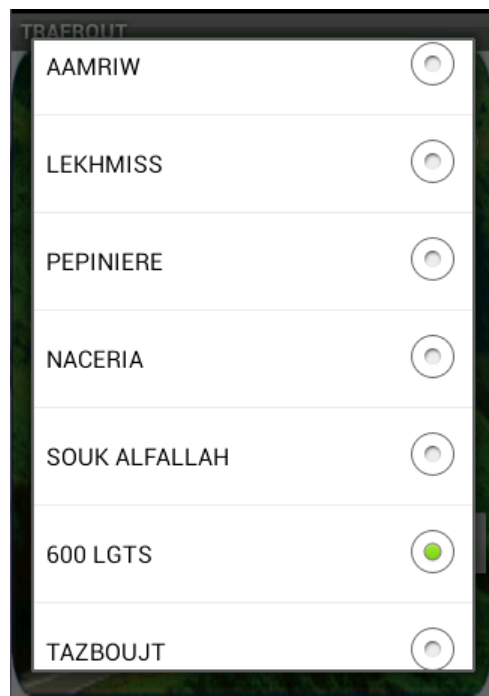 TRAFROUT
AAMRIW
LEKHMISS
PEPINIERE
NACERIA
SOUK ALFALLAH
600 LGTS
TAZBOUJT